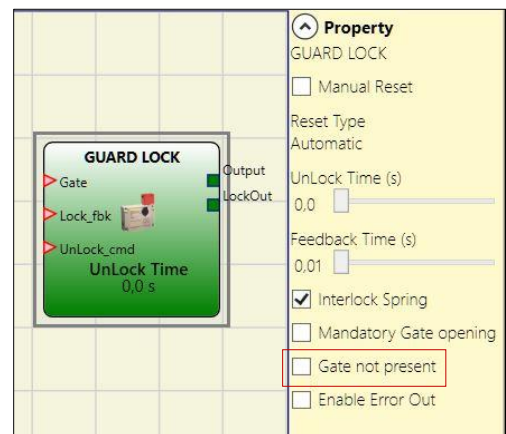 GUARD LOCK
Gate
Lock_fbk
UnLock_cmd
Output
LockOut
UnLock Time
0,0 s
Property
GUARD LOCK
Manual Reset
Reset Type
Automatic
UnLock Time (s)
0,0
Feedback Time (s)
0,01
Interlock Spring
Mandatory Gate opening
Gate not present
Enable Error Out